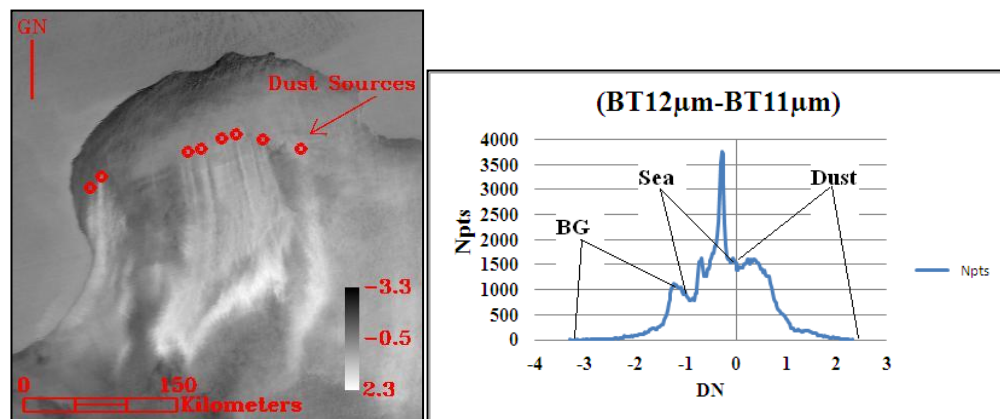 GN
Dust Sources
-3.3
-0.5
2.3
0 150
Kilometers
(BT12µm-BT11µm)
4000
3500
3000
2500
2000
1500
1000
500
0
Npts
BG
Sea
Dust
-4 -3 -2 -1 0 1 2 3
DN
Npts